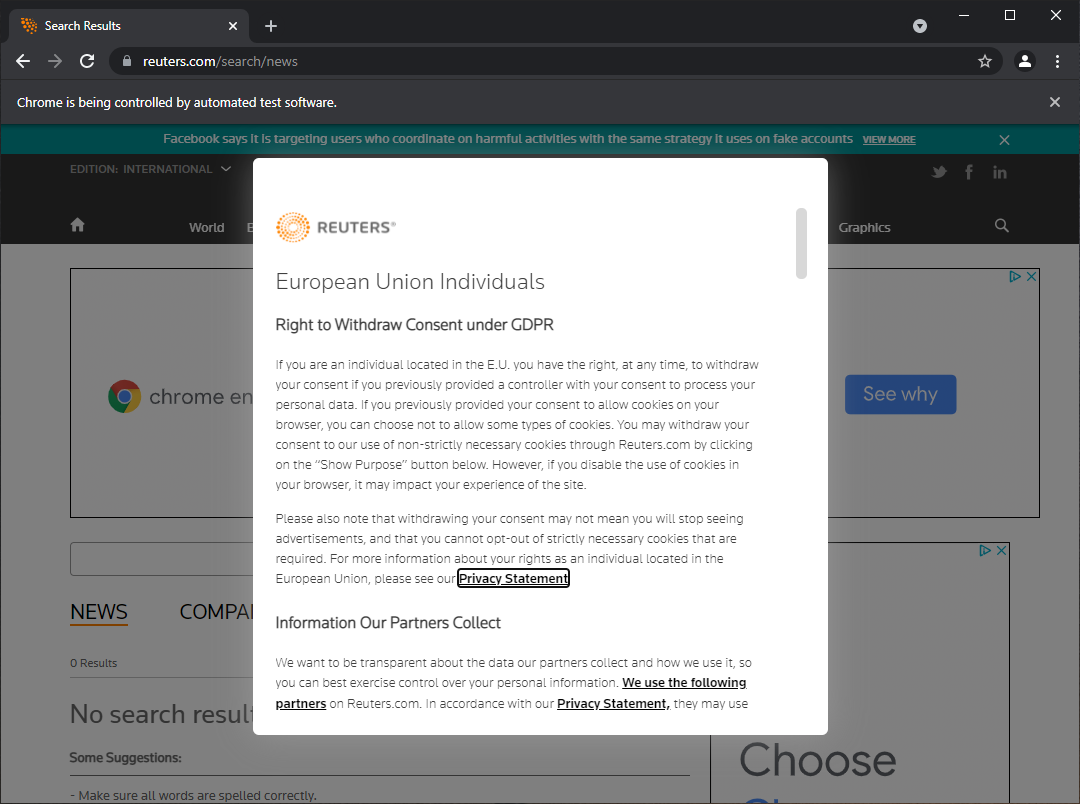 Search Results
reuters.com/search/news
Chrome is being controlled by automated test software.
Facebook says it is targeting users who coordinate on harmful activities with the same strategy it uses on fake accounts VIEW MORE
EDITION: INTERNATIONAL
World
Graphics
REUTERS®
European Union Individuals
Right to Withdraw Consent under GDPR
If you are an individual located in the E.U. you have the right, at any time, to withdraw
your consent if you previously provided a controller with your consent to process your
personal data. If you previously provided your consent to allow cookies on your
browser, you can choose not to allow some types of cookies. You may withdraw your
consent to our use of non-strictly necessary cookies through Reuters.com by clicking
on the “Show Purpose” button below. However, if you disable the use of cookies in
your browser, it may impact your experience of the site.
Please also note that withdrawing your consent may not mean you will stop seeing
advertisements, and that you cannot opt-out of strictly necessary cookies that are
required. For more information about your rights as an individual located in the
European Union, please see our Privacy Statement
Information Our Partners Collect
We want to be transparent about the data our partners collect and how we use it, so
you can best exercise control over your personal information. We use the following
partners on Reuters.com. In accordance with our Privacy Statement, they may use
chrome en
See why
NEWS
COMPA
0 Results
No search result
Some Suggestions:
- Make sure all words are spelled correctly.
Choose